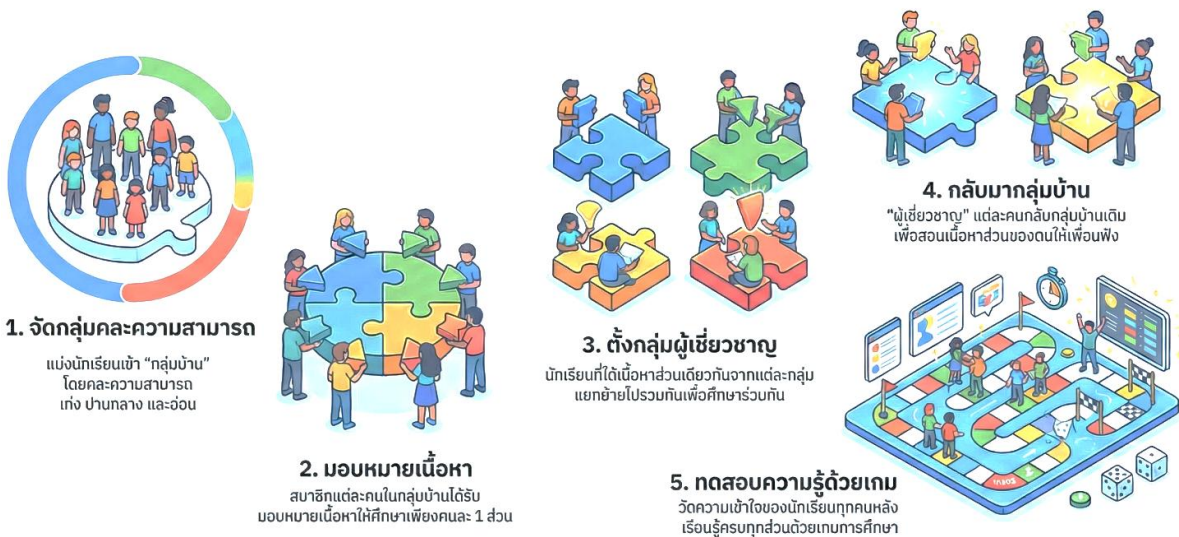 1. จัดกลุ่มคละความสามารถ
แบ่งนักเรียนเข้า “กลุ่มบ้าน”
โดยคละความสามารถ
เก่ง ปานกลาง และอ่อน
2. มอบหมายเนื้อหา
สมาชิกแต่ละคนในกลุ่มบ้านได้รับ
มอบหมายเนื้อหาให้ศึกษาเพียงคนละ 1 ส่วน
3. ตั้งกลุ่มผู้เชี่ยวชาญ
นักเรียนที่ได้เนื้อหาส่วนเดียวกันจากแต่ละกลุ่ม
แยกย้ายไปรวมกันเพื่อศึกษาร่วมกัน
4. กลับมากลุ่มบ้าน
“ผู้เชี่ยวชาญ” แต่ละคนกลับกลุ่มบ้านเดิม
เพื่อสอนเนื้อหาส่วนของตนให้เพื่อนฟัง
5. ทดสอบความรู้ด้วยเกม
วัดความเข้าใจของนักเรียนทุกคนหลัง
เรียนรู้ครบทุกส่วนด้วยเกมการศึกษา